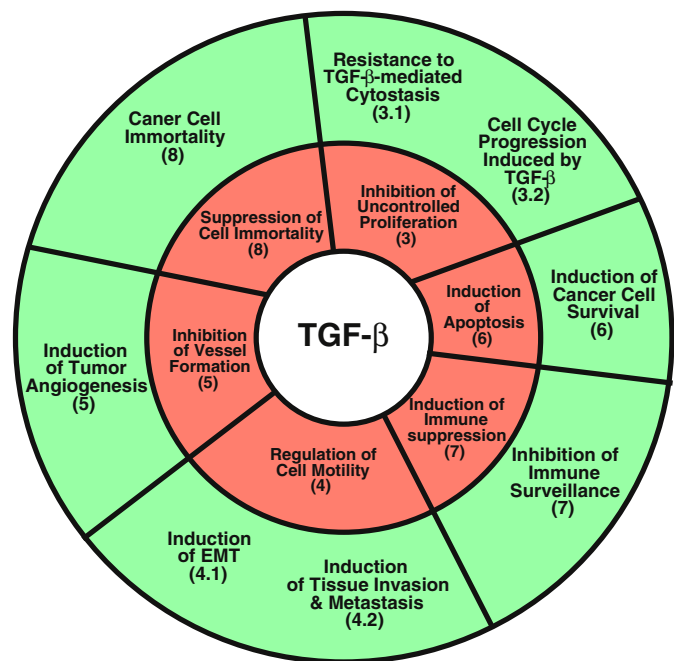 Resistance to
TGF-β-mediated
Cytostasis
(3.1)
Cell Cycle
Progression
Induced by
TGF-β
(3.2)
Caner Cell
Immortality
(8)
Inhibition of
Uncontrolled
Proliferation
(3)
Suppression of
Cell Immortality
(8)
Induction of
Cancer Cell
Survival
(6)
Induction
of
Apoptosis
(6)
TGF-β
Inhibition
of Vessel
Formation
(5)
Induction
of Tumor
Angiogenesis
(5)
Induction of
Immune
suppression
(7)
Regulation of
Cell Motility
(4)
Inhibition of
Immune
Surveillance
(7)
Induction
of EMT
(4.1)
Induction
of Tissue Invasion
& Metastasis
(4.2)